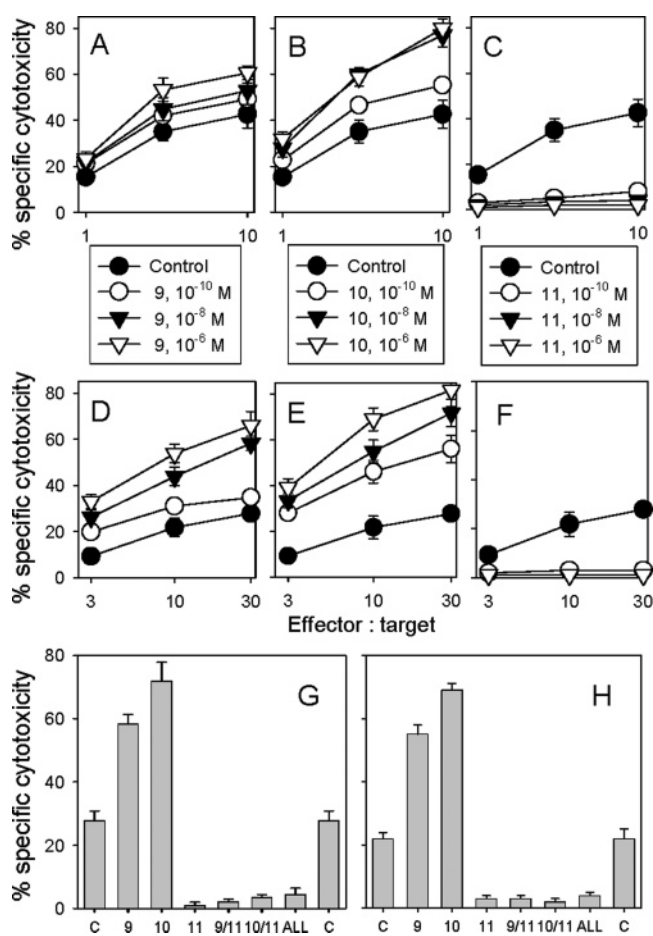 A
B
C
% specific cytotoxicity
80
60
40
20
0
1 10
1 10
1 10
Control
9, 10⁻¹⁰ M
9, 10⁻⁸ M
9, 10⁻⁶ M
Control
10, 10⁻¹⁰ M
10, 10⁻⁸ M
10, 10⁻⁶ M
Control
11, 10⁻¹⁰ M
11, 10⁻⁸ M
11, 10⁻⁶ M
D
E
F
% specific cytotoxicity
80
60
40
20
0
3 10 30
3 10 30
3 10 30
Effector : target
G
H
% specific cytotoxicity
80
60
40
20
0
C 9 10 11 9/11 10/11 ALL C
C 9 10 11 9/11 10/11 ALL C